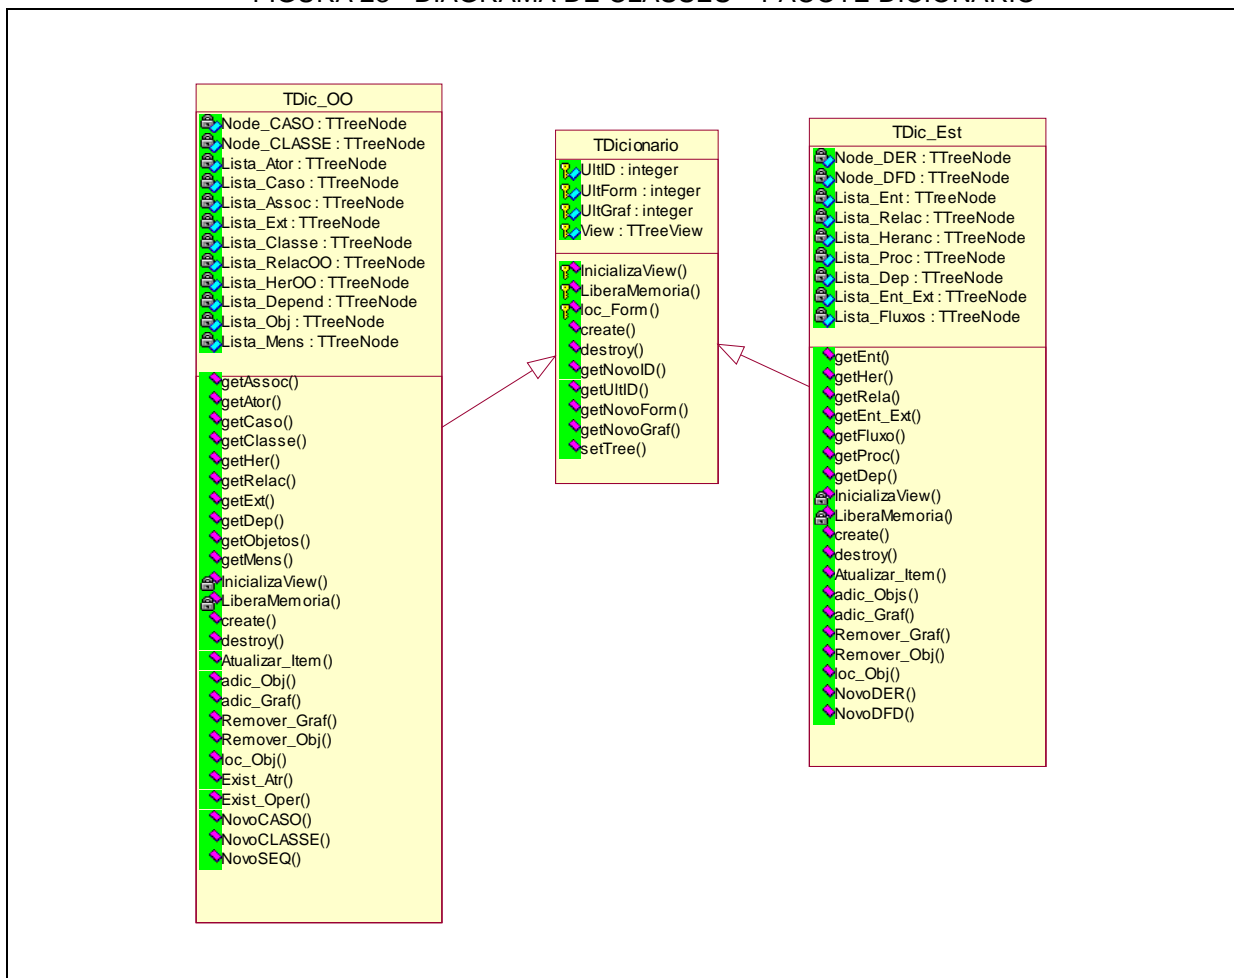 TDic_OO
Node_CASO : TTreeNode
Node_CLASSE : TTreeNode
Lista_Ator : TTreeNode
Lista_Caso : TTreeNode
Lista_Assoc : TTreeNode
Lista_Ext : TTreeNode
Lista_Classe : TTreeNode
Lista_RelacOO : TTreeNode
Lista_HerOO : TTreeNode
Lista_Depend : TTreeNode
Lista_Obj : TTreeNode
Lista_Mens : TTreeNode
getAssoc()
getAtor()
getCaso()
getClasse()
getHer()
getRelac()
getExt()
getDep()
getObjetos()
getMens()
InicializaView()
LiberaMemoria()
create()
destroy()
Atualizar_Item()
adic_Obj()
adic_Graf()
Remover_Graf()
Remover_Obj()
loc_Obj()
Exist_Atr()
Exist_Oper()
NovoCASO()
NovoCLASSE()
NovoSEQ()
TDicionario
UltID : integer
UltForm : integer
UltGraf : integer
View : TTreeView
InicializaView()
LiberaMemoria()
loc_Form()
create()
destroy()
getNovoID()
getUltID()
getNovoForm()
getNovoGraf()
setTree()
TDic_Est
Node_DER : TTreeNode
Node_DFD : TTreeNode
Lista_Ent : TTreeNode
Lista_Relac : TTreeNode
Lista_Heranc : TTreeNode
Lista_Proc : TTreeNode
Lista_Dep : TTreeNode
Lista_Ent_Ext : TTreeNode
Lista_Fluxos : TTreeNode
getEnt()
getHer()
getRela()
getEnt_Ext()
getFluxo()
getProc()
getDep()
InicializaView()
LiberaMemoria()
create()
destroy()
Atualizar_Item()
adic_Objs()
adic_Graf()
Remover_Graf()
Remover_Obj()
loc_Obj()
NovoDER()
NovoDFD()